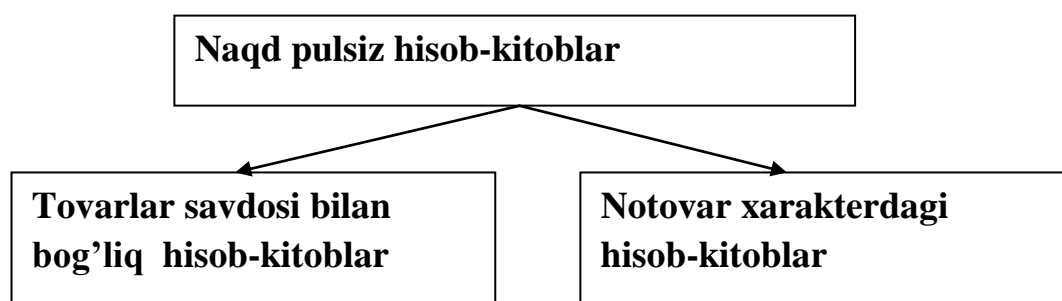 Naqd pulsiz hisob-kitoblar
Tovarlar savdosi bilan
bog’liq hisob-kitoblar
Notovar xarakterdagi
hisob-kitoblar